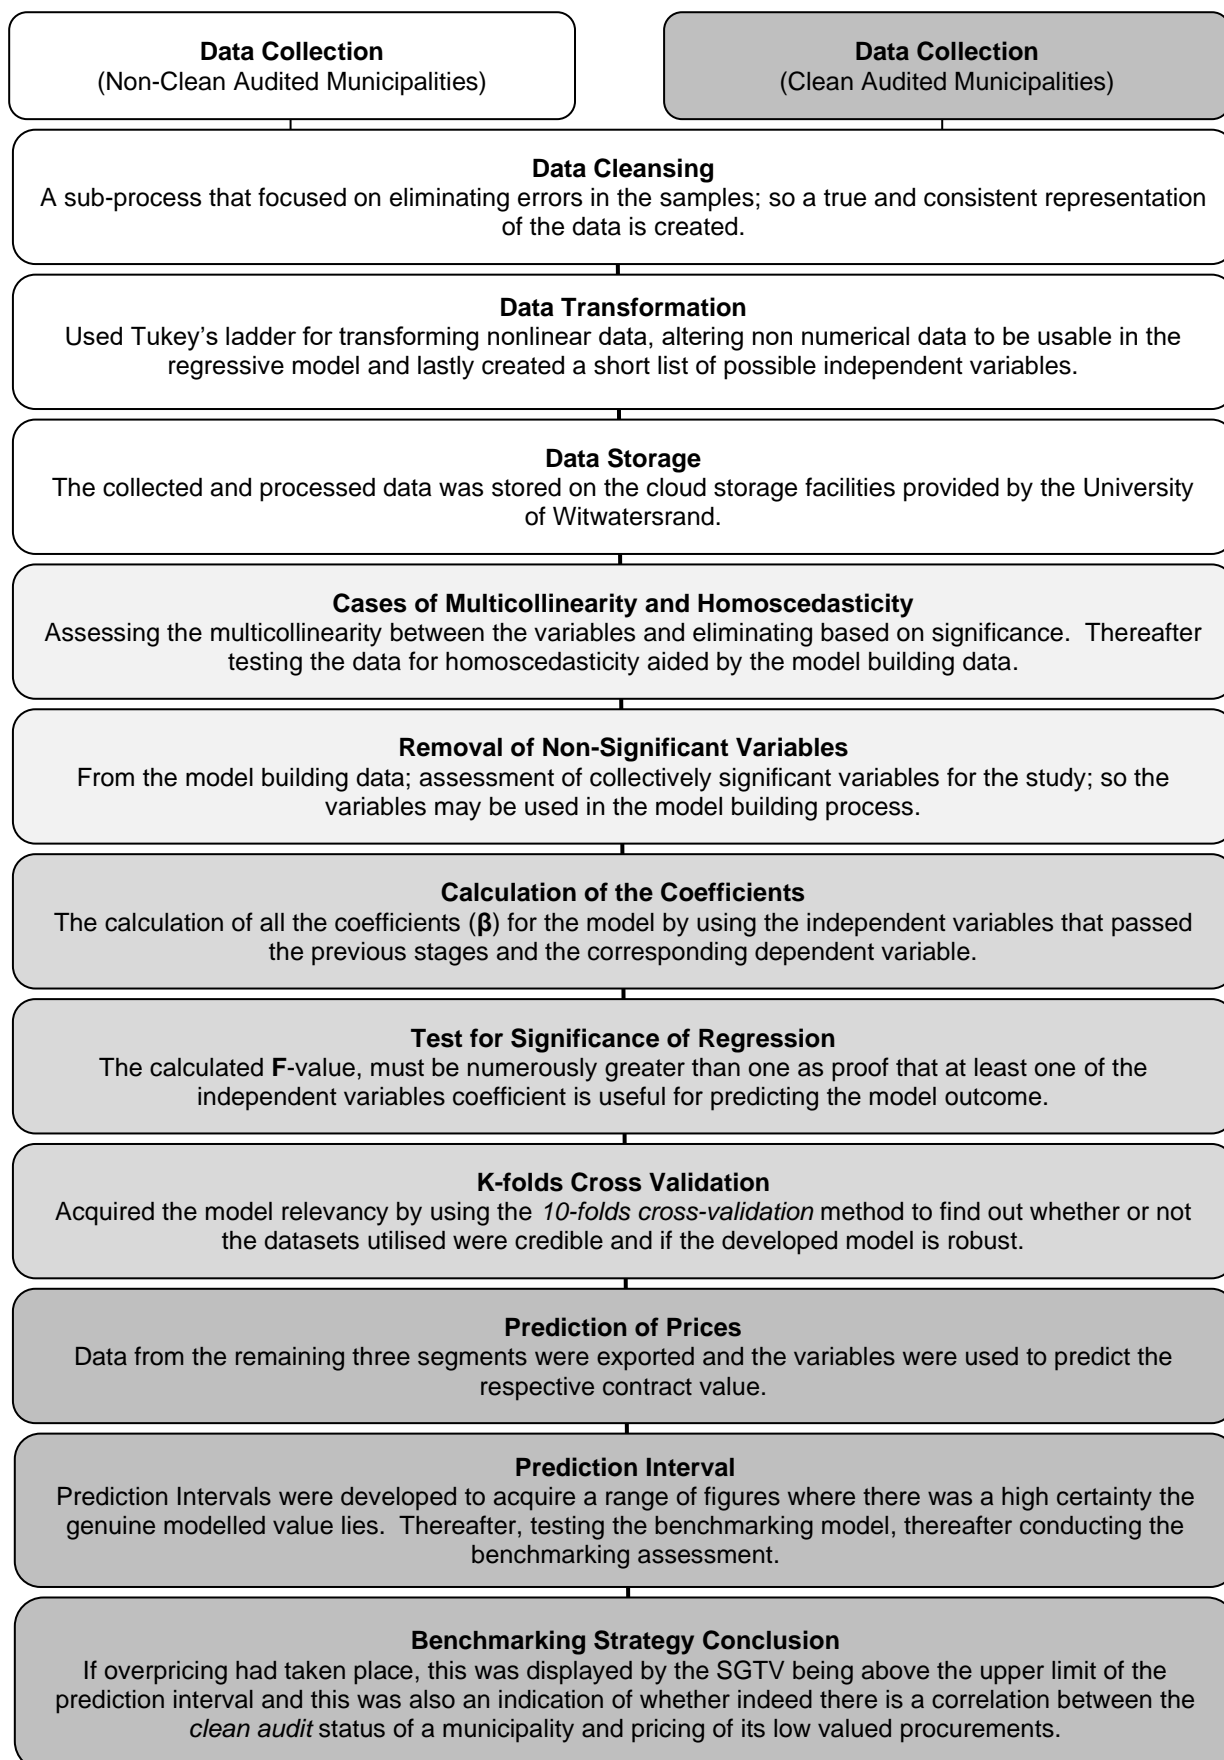 Data Collection
(Non-Clean Audited Municipalities)
Data Collection
(Clean Audited Municipalities)
Data Cleansing
A sub-process that focused on eliminating errors in the samples; so a true and consistent representation
of the data is created.
Data Transformation
Used Tukey’s ladder for transforming nonlinear data, altering non numerical data to be usable in the
regressive model and lastly created a short list of possible independent variables.
Data Storage
The collected and processed data was stored on the cloud storage facilities provided by the University
of Witwatersrand.
Cases of Multicollinearity and Homoscedasticity
Assessing the multicollinearity between the variables and eliminating based on significance. Thereafter
testing the data for homoscedasticity aided by the model building data.
Removal of Non-Significant Variables
From the model building data; assessment of collectively significant variables for the study; so the
variables may be used in the model building process.
Calculation of the Coefficients
The calculation of all the coefficients (β) for the model by using the independent variables that passed
the previous stages and the corresponding dependent variable.
Test for Significance of Regression
The calculated F-value, must be numerously greater than one as proof that at least one of the
independent variables coefficient is useful for predicting the model outcome.
K-folds Cross Validation
Acquired the model relevancy by using the 10-folds cross-validation method to find out whether or not
the datasets utilised were credible and if the developed model is robust.
Prediction of Prices
Data from the remaining three segments were exported and the variables were used to predict the
respective contract value.
Prediction Interval
Prediction Intervals were developed to acquire a range of figures where there was a high certainty the
genuine modelled value lies. Thereafter, testing the benchmarking model, thereafter conducting the
benchmarking assessment.
Benchmarking Strategy Conclusion
If overpricing had taken place, this was displayed by the SGTV being above the upper limit of the
prediction interval and this was also an indication of whether indeed there is a correlation between the
clean audit status of a municipality and pricing of its low valued procurements.